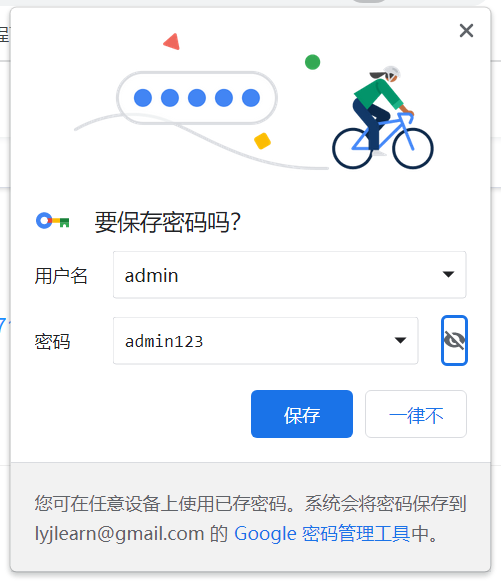 程
要保存密码吗?
用户名 admin
密码 admin123
保存 一律不
您可在任意设备上使用已存密码。系统会将密码保存到
lyjlearn@gmail.com 的 Google 密码管理工具中。